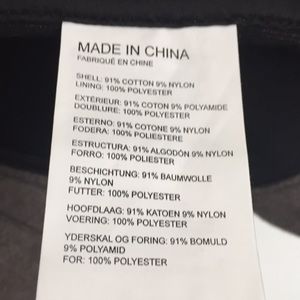 MADE IN CHINA
FABRIQUÉ EN CHINE
SHELL: 91% COTTON 9% NYLON
LINING: 100% POLYESTER
EXTÉRIEUR: 91% COTON 9% POLYAMIDE
DOUBLURE: 100% POLYESTER
ESTERNO: 91% COTONE 9% NYLON
FODERA: 100% POLIESTERE
ESTRUCTURA: 91% ALGODÓN 9% NYLON
FORRO: 100% POLYESTER
BESCHICHTUNG: 91% BAUMWOLLE
9% NYLON
FUTTER: 100% POLYESTER
HOOFDLAAG: 91% KATOEN 9% NYLON
VOERING: 100% POLYESTER
YDERSKAL OG FORING: 91% BOMULD
9% POLYAMID
FOR: 100% POLYESTER